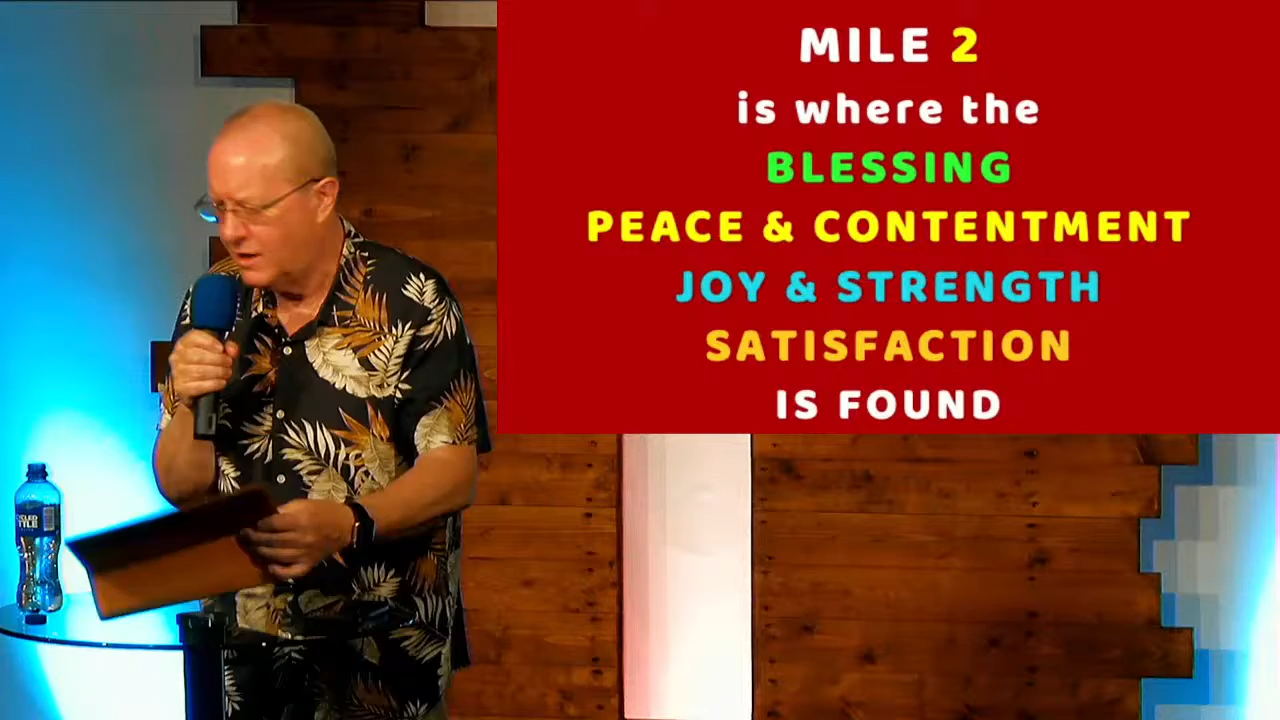 MILE 2
is where the
BLESSING
PEACE & CONTENTMENT
JOY & STRENGTH
SATISFACTION
IS FOUND